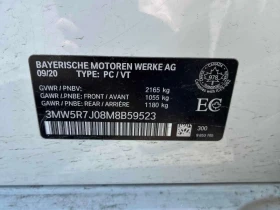 BAYERISCHE MOTOREN WERKE AG
09/20 TYPE: PC / VT
GVWR / PNBV: 2165 kg
GAWR / PNBE: FRONT / AVANT 1055 kg
GAWR / PNBE: REAR / ARRIÈRE 1180 kg
3MW5R7J08M8B59523
EC
300